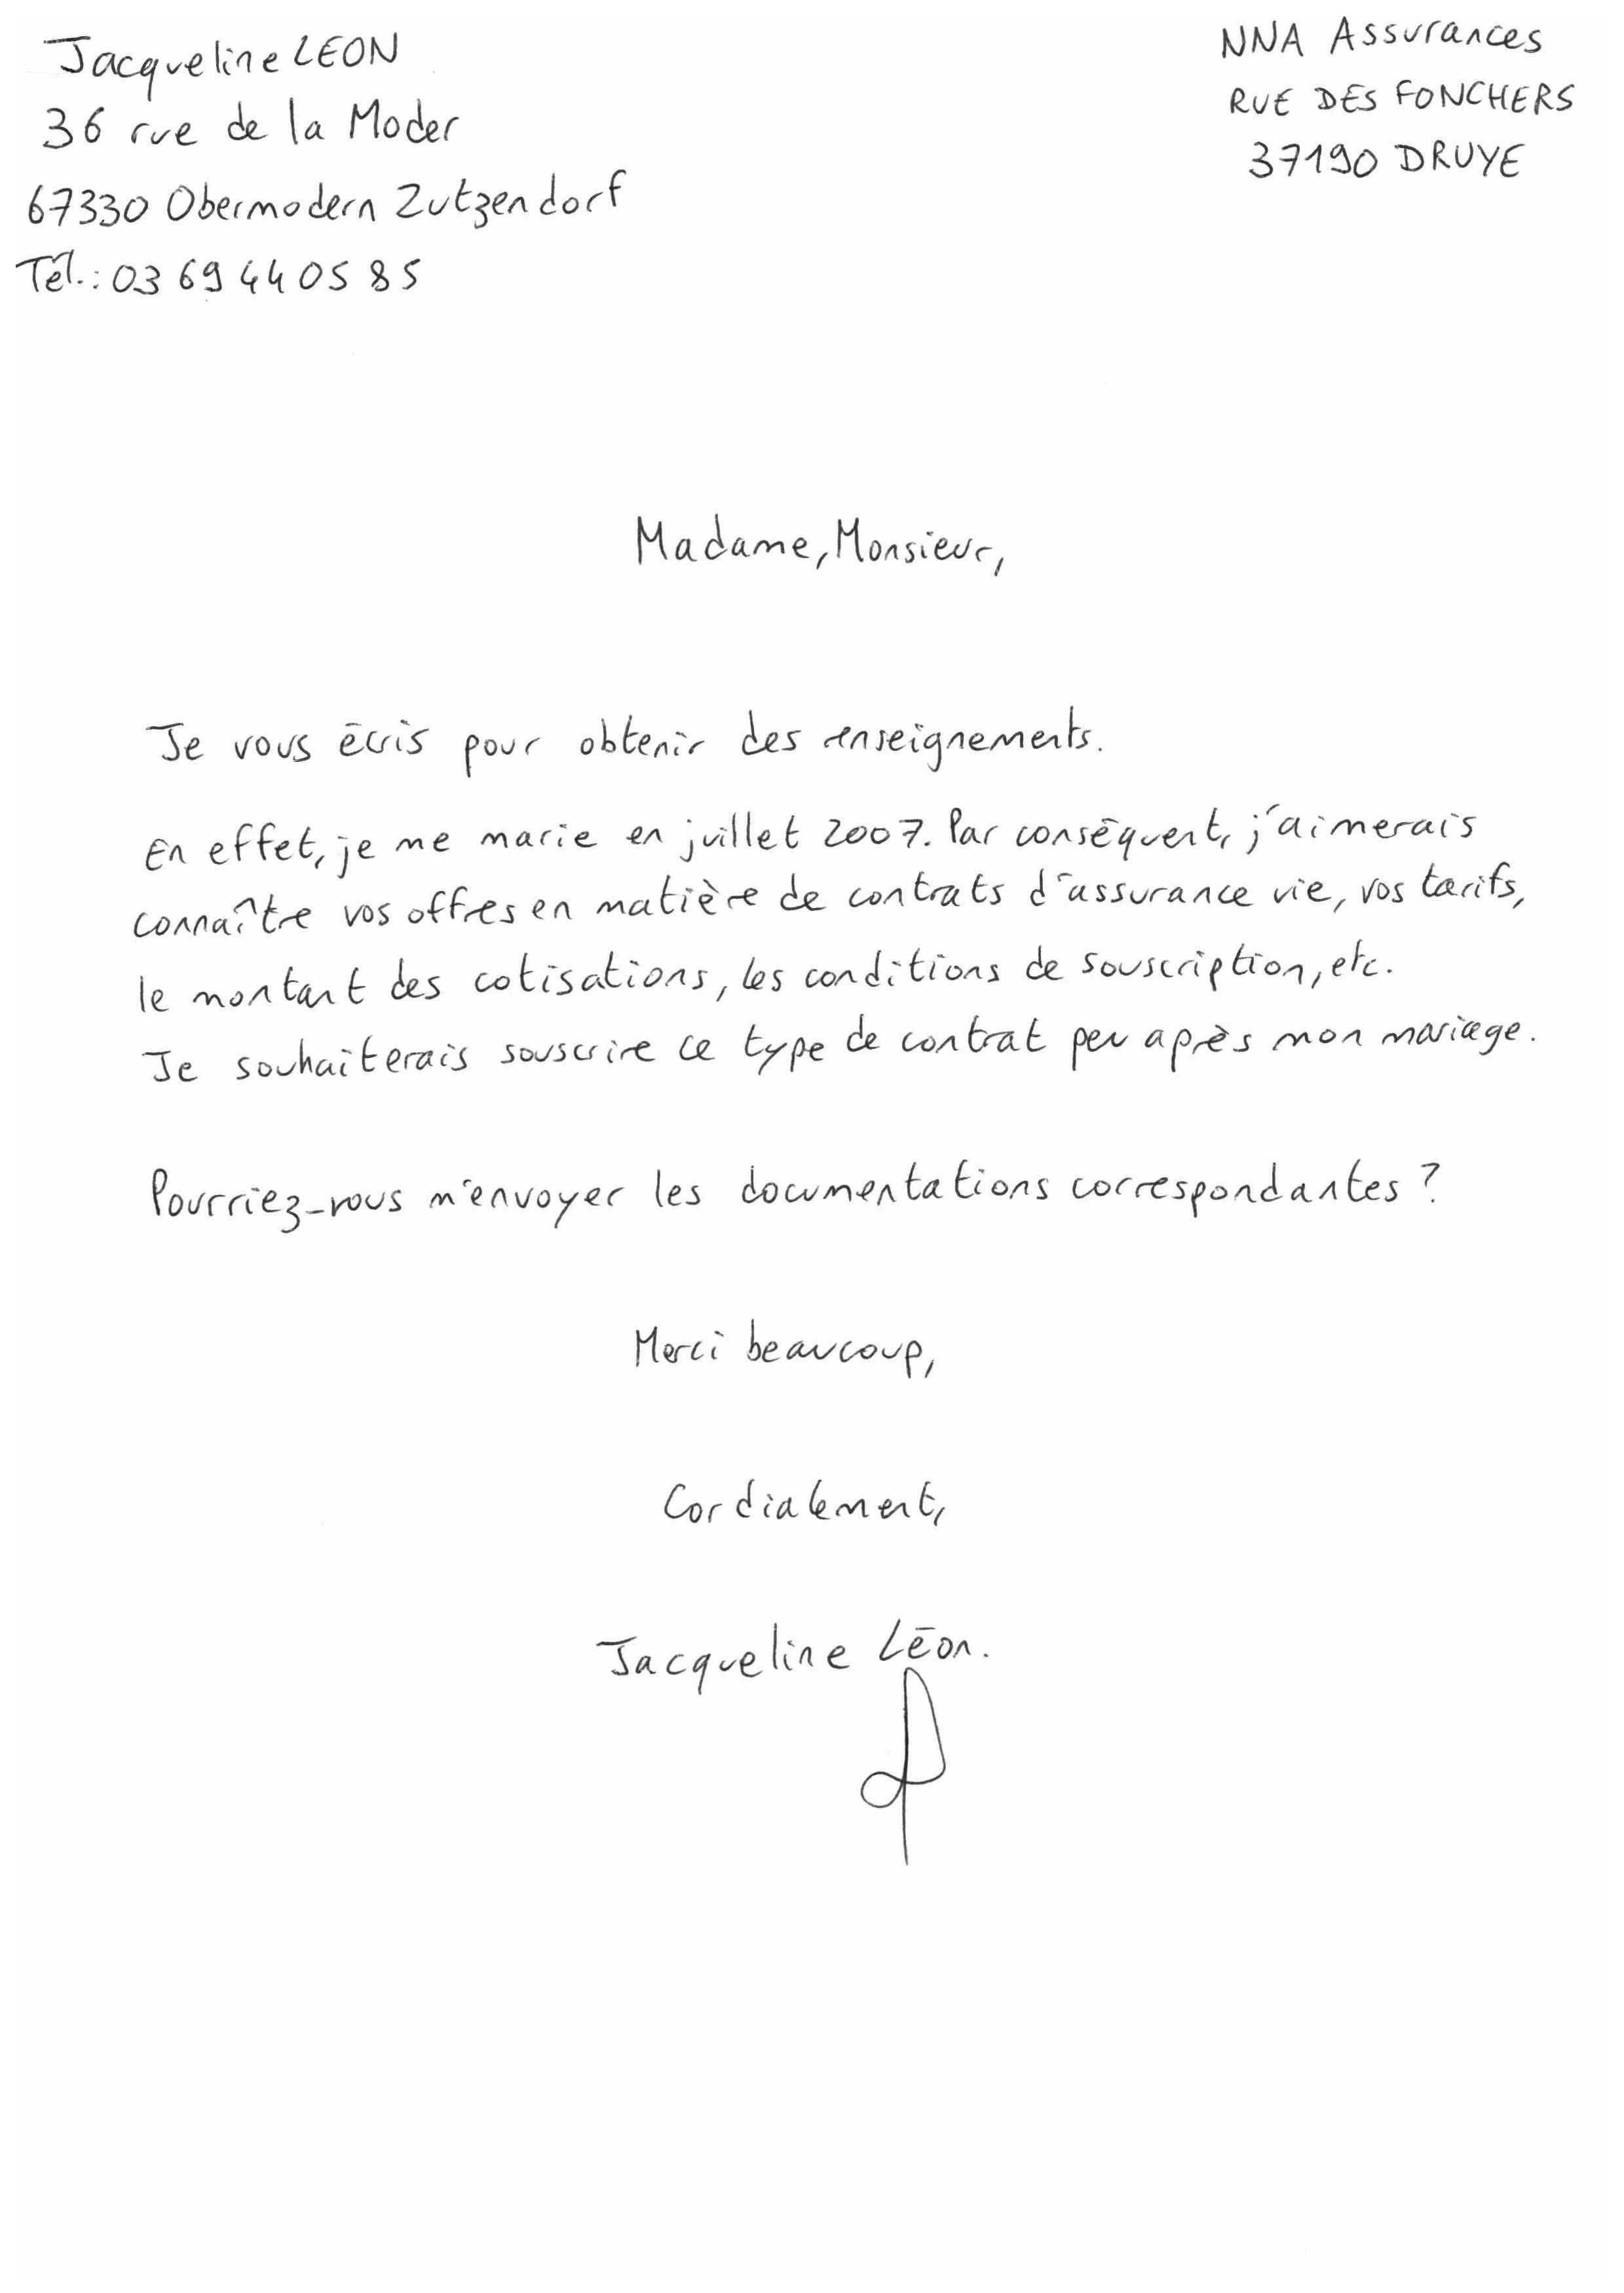 Jacqueline LEON
36 rue de la Moder
67330 Obermodern Zutzendorf
Tél.: 03 69 44 05 85
NNA Assurances
RUE DES FONCHERS
37190 DRUYE
Madame, Monsieur,
Je vous écris pour obtenir des enseignements.
En effet, je me marie en juillet 2007. Par conséquent, j'aimerais
connaître vos offres en matière de contrats d'assurance vie, vos tarifs,
le montant des cotisations, les conditions de souscription, etc.
Je souhaiterais souscrire ce type de contrat peu après mon mariage.
Pourriez-vous m'envoyer les documentations correspondantes ?
Merci beaucoup,
Cordialement,
Jacqueline Léon.